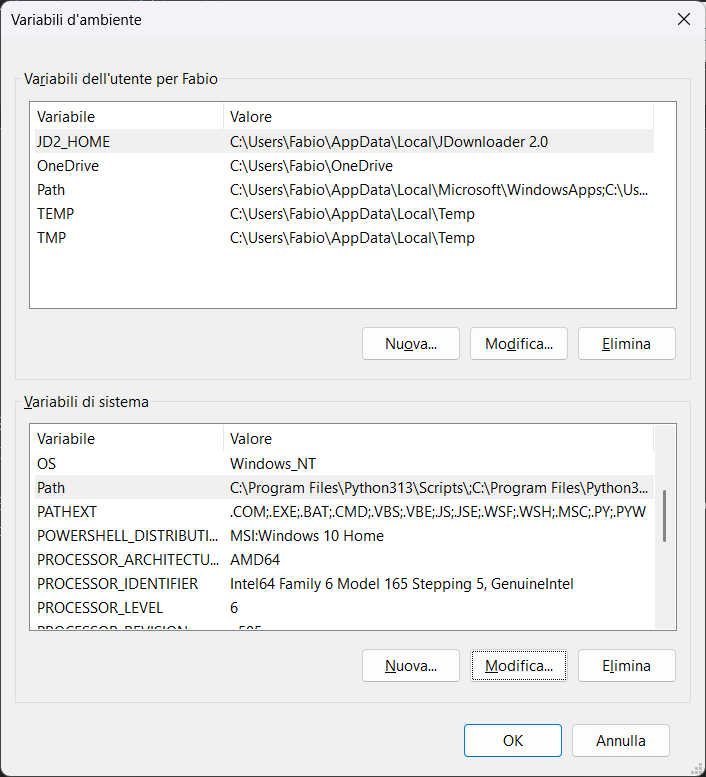 Variabili d'ambiente
Variabili dell'utente per Fabio
Variabile Valore
JD2_HOME C:\Users\Fabio\AppData\Local\JDownloader 2.0
OneDrive C:\Users\Fabio\OneDrive
Path C:\Users\Fabio\AppData\Local\Microsoft\WindowsApps;C:\Us...
TEMP C:\Users\Fabio\AppData\Local\Temp
TMP C:\Users\Fabio\AppData\Local\Temp
Nuova... Modifica... Elimina
Variabili di sistema
Variabile Valore
OS Windows_NT
Path C:\Program Files\Python313\Scripts\;C:\Program Files\Python3...
PATHEXT .COM;.EXE;.BAT;.CMD;.VBS;.VBE;.JS;.JSE;.WSF;.WSH;.MSC;.PY;.PYW
POWERSHELL_DISTRIBUTI... MSI:Windows 10 Home
PROCESSOR_ARCHITECTU... AMD64
PROCESSOR_IDENTIFIER Intel64 Family 6 Model 165 Stepping 5, GenuineIntel
PROCESSOR_LEVEL 6
PROCESSOR_REVISION
Nuova... Modifica... Elimina
OK Annulla